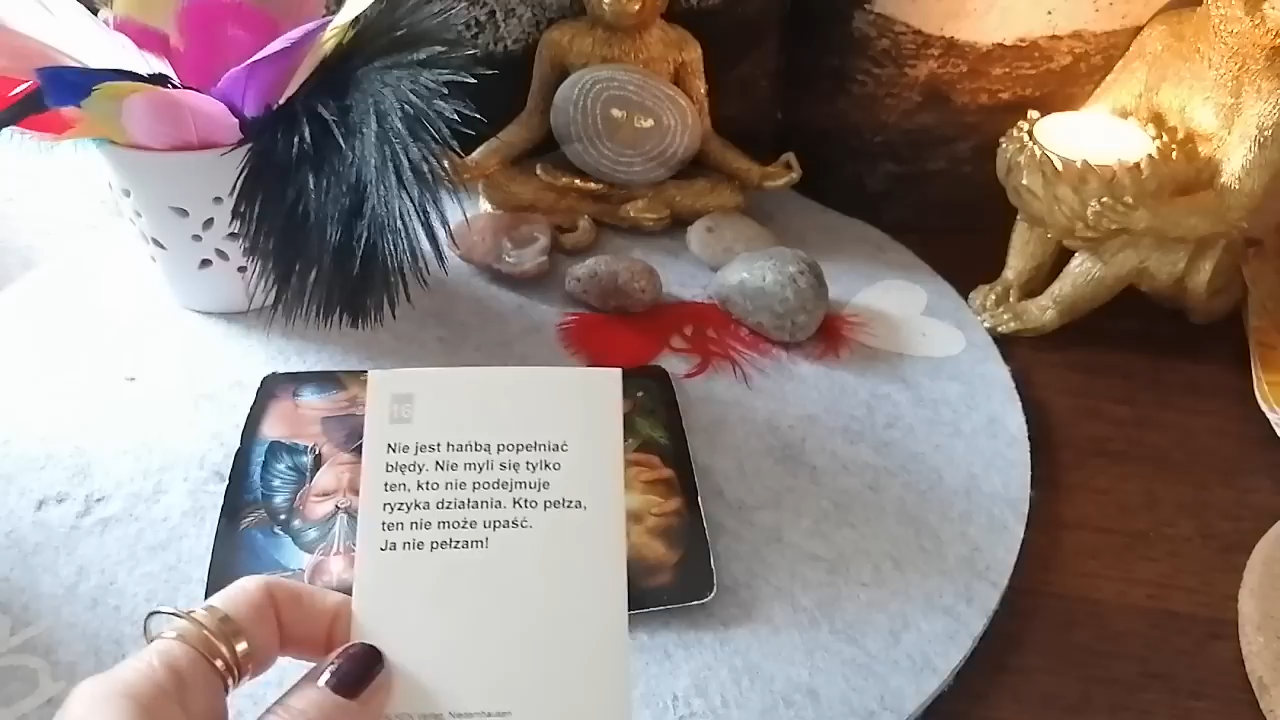 16
Nie jest hańbą popełniać
błędy. Nie myli się tylko
ten, kto nie podejmuje
ryzyka działania. Kto pełza,
ten nie może upaść.
Ja nie pełzam!
Niedernhausen